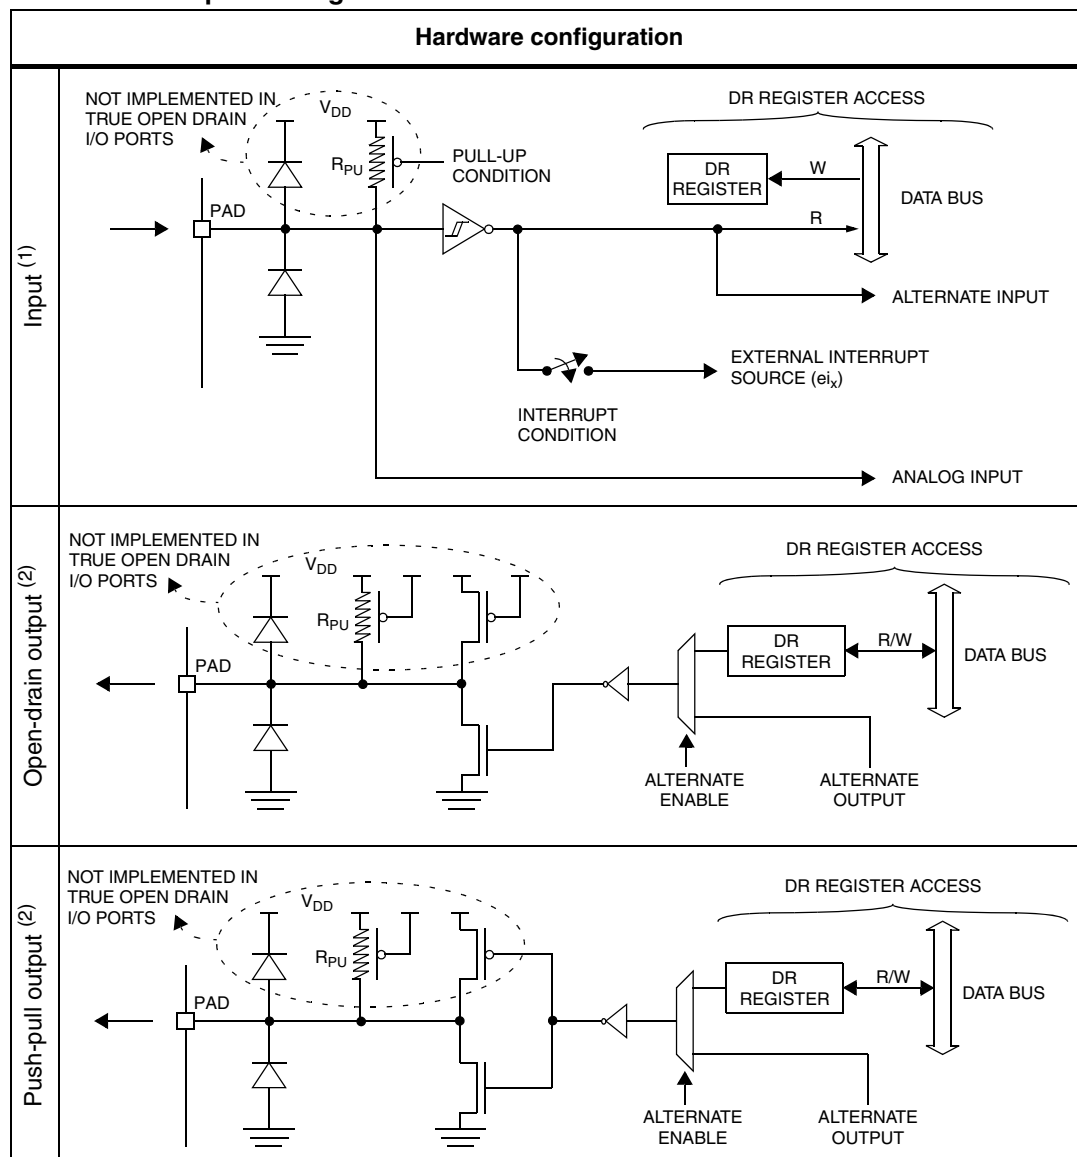 Hardware configuration
Input (1)
NOT IMPLEMENTED IN
TRUE OPEN DRAIN
I/O PORTS
VDD
RPU
PULL-UP
CONDITION
PAD
DR REGISTER ACCESS
DR
REGISTER
W
R
DATA BUS
ALTERNATE INPUT
EXTERNAL INTERRUPT
SOURCE (eix)
INTERRUPT
CONDITION
ANALOG INPUT
Open-drain output (2)
NOT IMPLEMENTED IN
TRUE OPEN DRAIN
I/O PORTS
VDD
RPU
PAD
DR REGISTER ACCESS
DR
REGISTER
R/W
DATA BUS
ALTERNATE
ENABLE
ALTERNATE
OUTPUT
Push-pull output (2)
NOT IMPLEMENTED IN
TRUE OPEN DRAIN
I/O PORTS
VDD
RPU
PAD
DR REGISTER ACCESS
DR
REGISTER
R/W
DATA BUS
ALTERNATE
ENABLE
ALTERNATE
OUTPUT